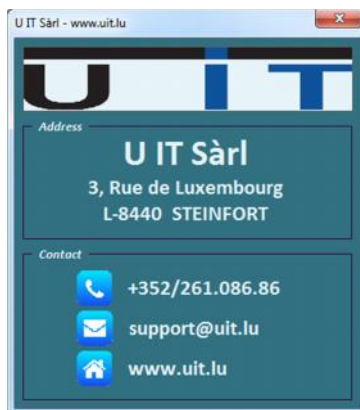 U IT Sàrl - www.uit.lu
U IT
Address
U IT Sàrl
3, Rue de Luxembourg
L-8440 STEINFORT
Contact
+352/261.086.86
support@uit.lu
www.uit.lu